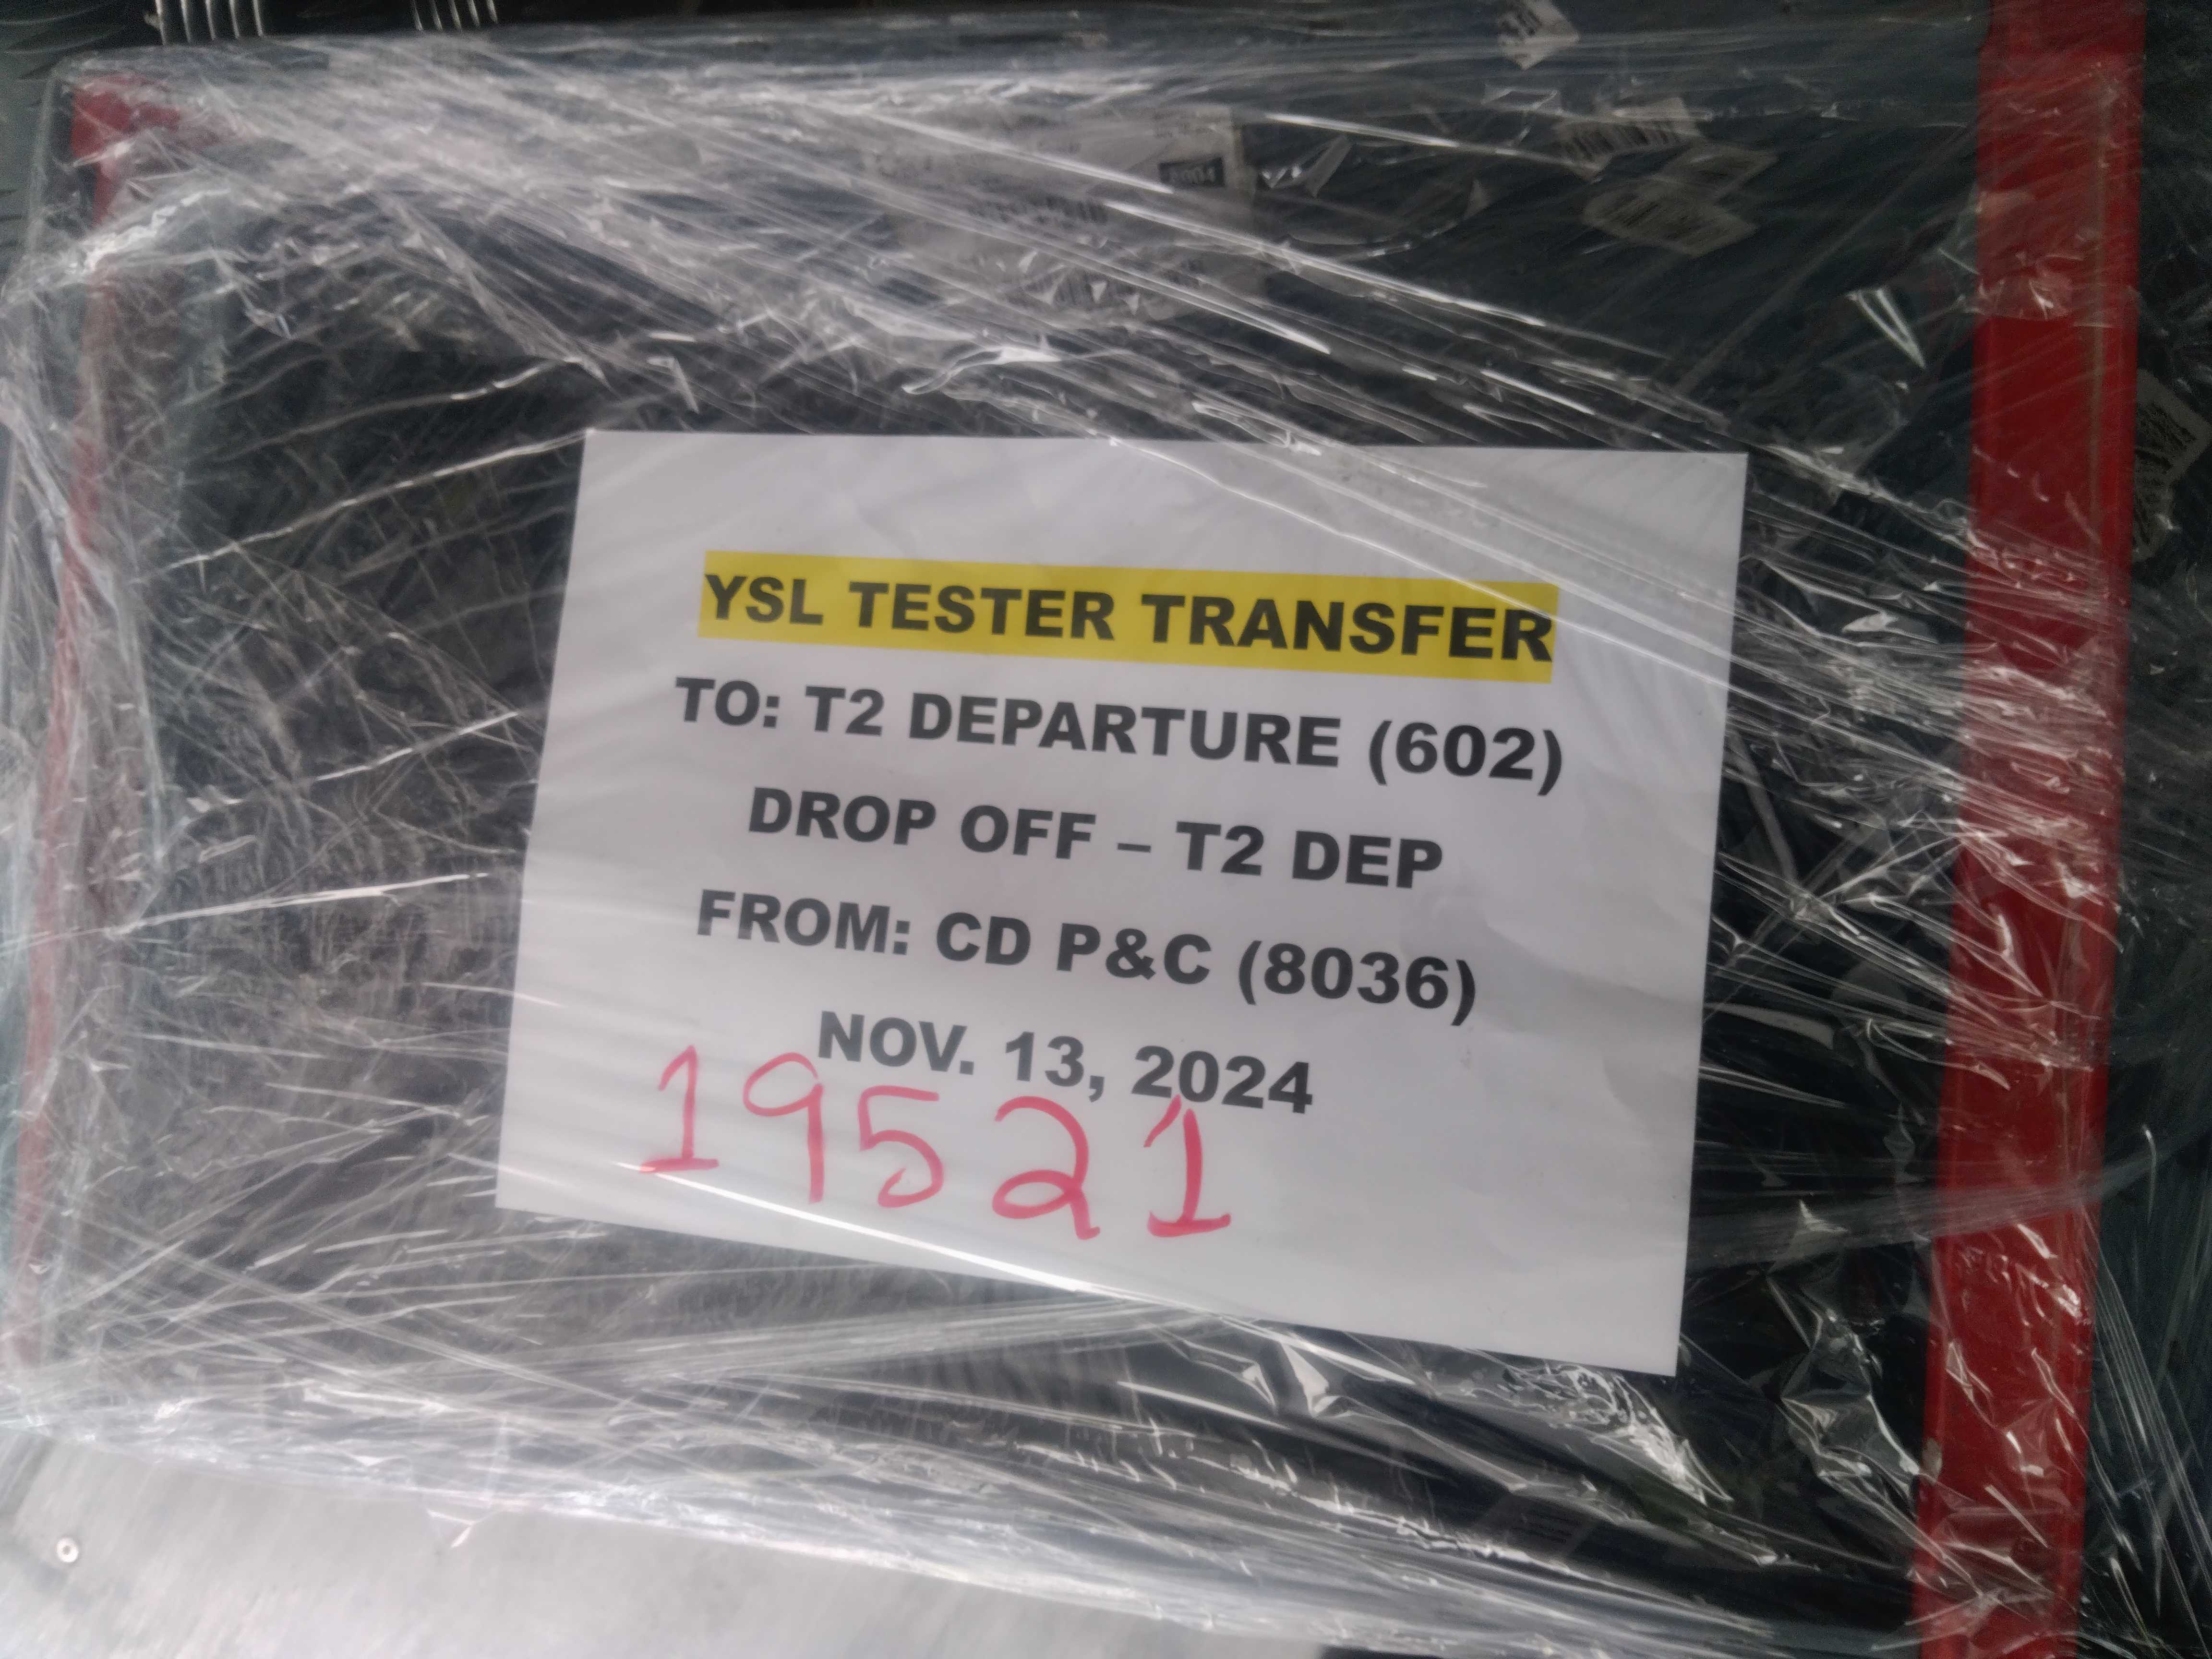 YSL TESTER TRANSFER
TO: T2 DEPARTURE (602)
DROP OFF – T2 DEP
FROM: CD P&C (8036)
NOV. 13, 2024
19521